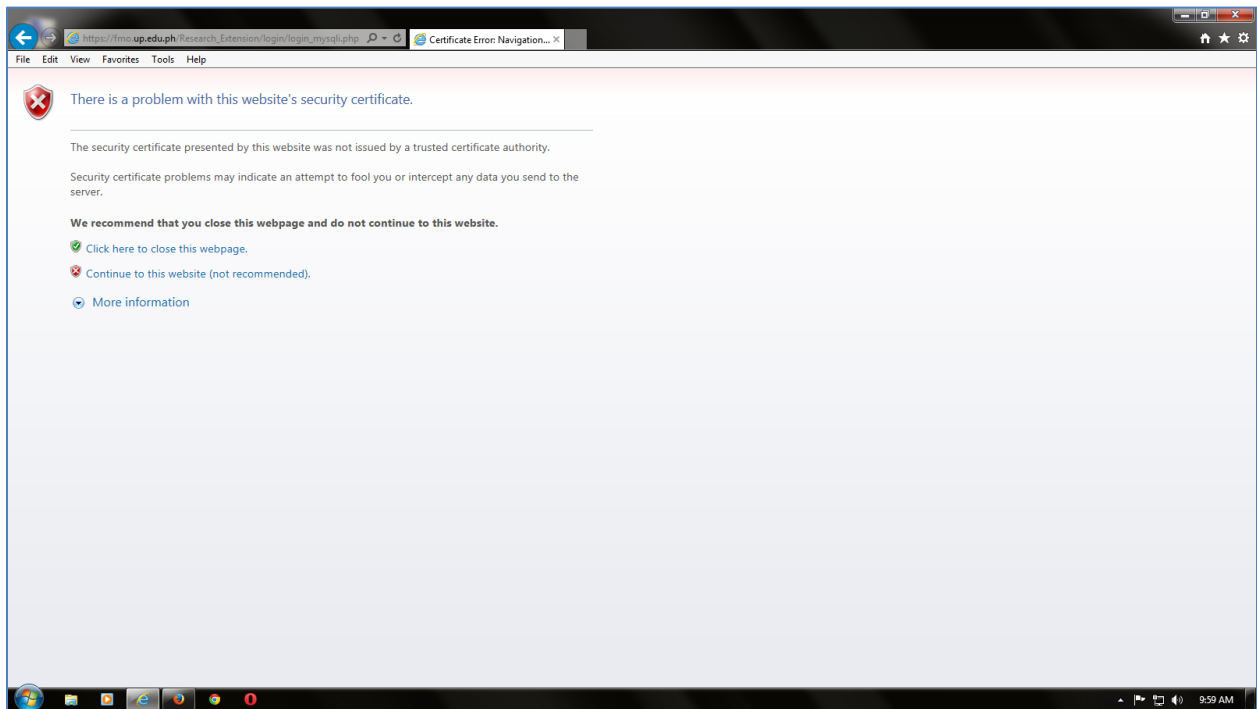 https://fmo.up.edu.ph/Research_Extension/login/login_mysqli.php
Certificate Error: Navigation...
File Edit View Favorites Tools Help
There is a problem with this website's security certificate.
The security certificate presented by this website was not issued by a trusted certificate authority.
Security certificate problems may indicate an attempt to fool you or intercept any data you send to the
server.
We recommend that you close this webpage and do not continue to this website.
Click here to close this webpage.
Continue to this website (not recommended).
More information
9:59 AM